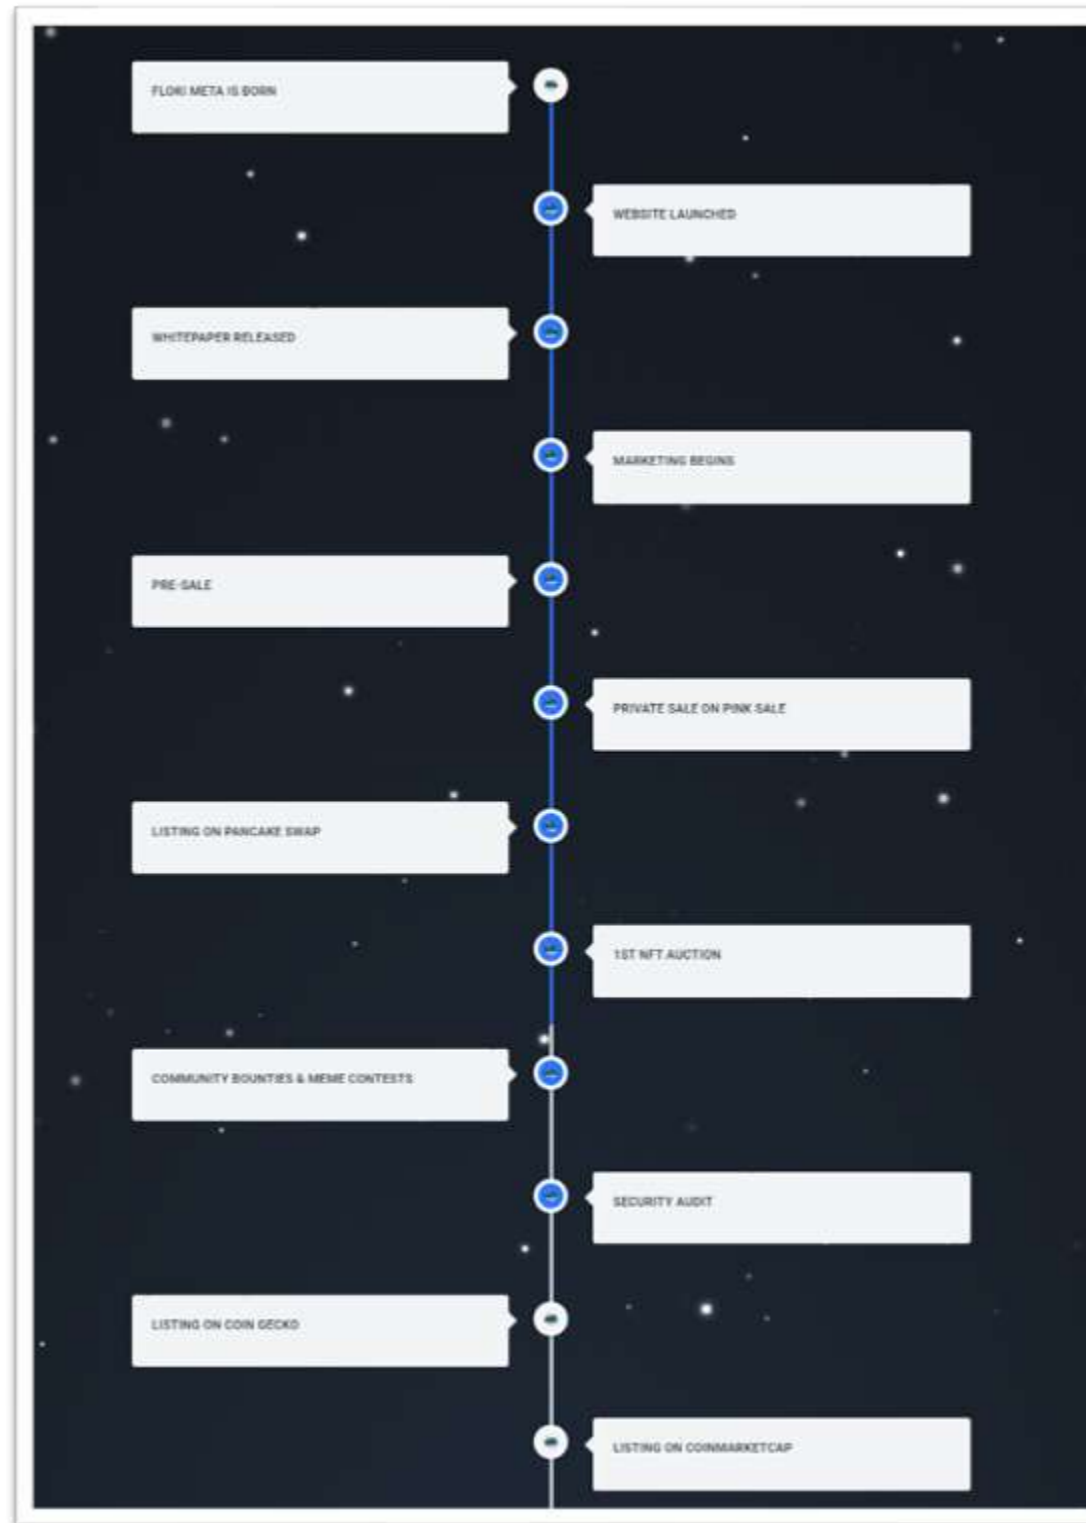 FLOKI META IS BORN
WEBSITE LAUNCHED
WHITEPAPER RELEASED
MARKETING BEGINS
PRE-SALE
PRIVATE SALE ON PINK SALE
LISTING ON PANCAKE SWAP
1ST NFT AUCTION
COMMUNITY BOUNTIES & MEME CONTESTS
SECURITY AUDIT
LISTING ON COIN GECKO
LISTING ON COINMARKETCAP